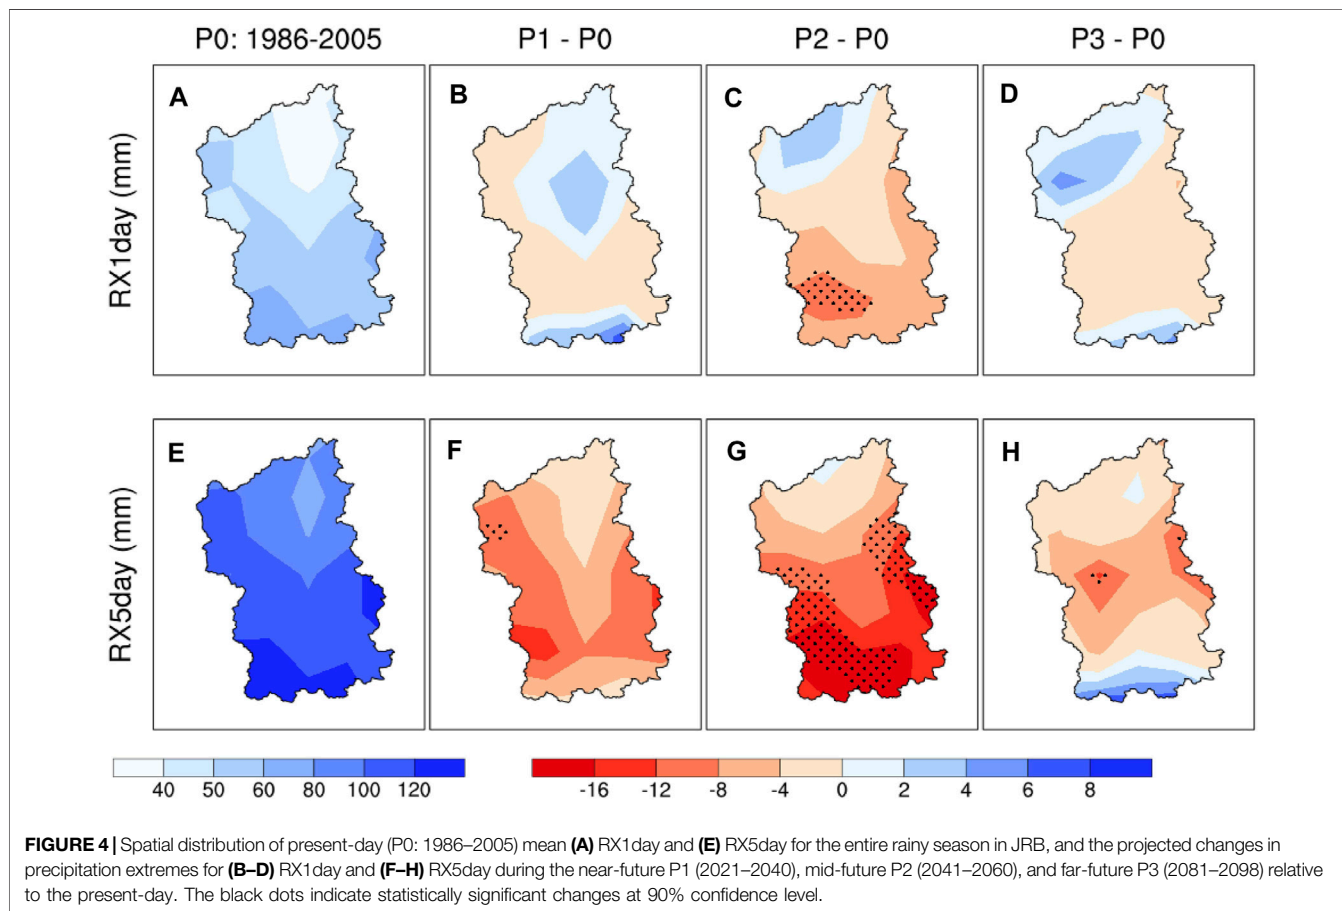 P0: 1986-2005 P1 - P0 P2 - P0 P3 - P0
RX1day (mm)
A B C D
RX5day (mm)
E F G H
40 50 60 80 100 120
-16 -12 -8 -4 0 2 4 6 8
FIGURE 4 | Spatial distribution of present-day (P0: 1986–2005) mean (A) RX1day and (E) RX5day for the entire rainy season in JRB, and the projected changes in
precipitation extremes for (B–D) RX1day and (F–H) RX5day during the near-future P1 (2021–2040), mid-future P2 (2041–2060), and far-future P3 (2081–2098) relative
to the present-day. The black dots indicate statistically significant changes at 90% confidence level.